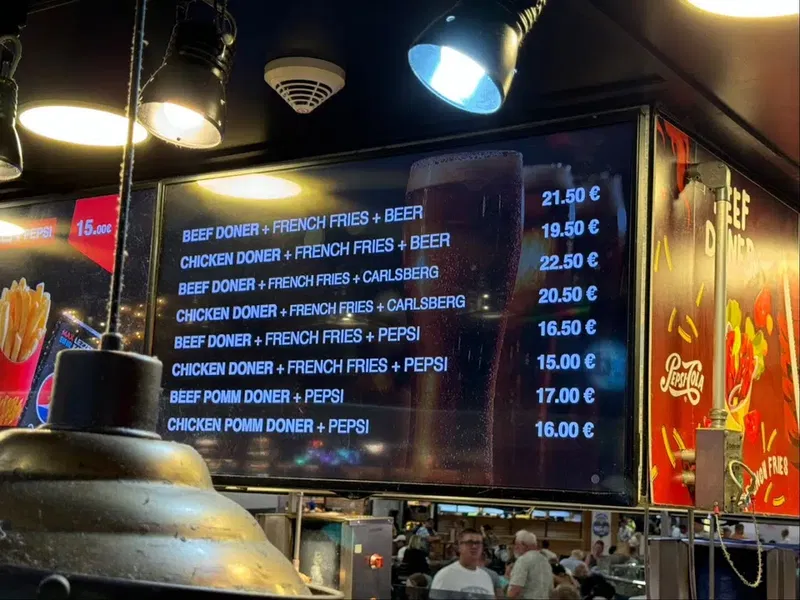 + PEPSI
15.00€
BEEF DONER + FRENCH FRIES + BEER 21.50 €
CHICKEN DONER + FRENCH FRIES + BEER 19.50 €
BEEF DONER + FRENCH FRIES + CARLSBERG 22.50 €
CHICKEN DONER + FRENCH FRIES + CARLSBERG 20.50 €
BEEF DONER + FRENCH FRIES + PEPSI 16.50 €
CHICKEN DONER + FRENCH FRIES + PEPSI 15.00 €
BEEF POMM DONER + PEPSI 17.00 €
CHICKEN POMM DONER + PEPSI 16.00 €
PEPSI-COLA
FRIES